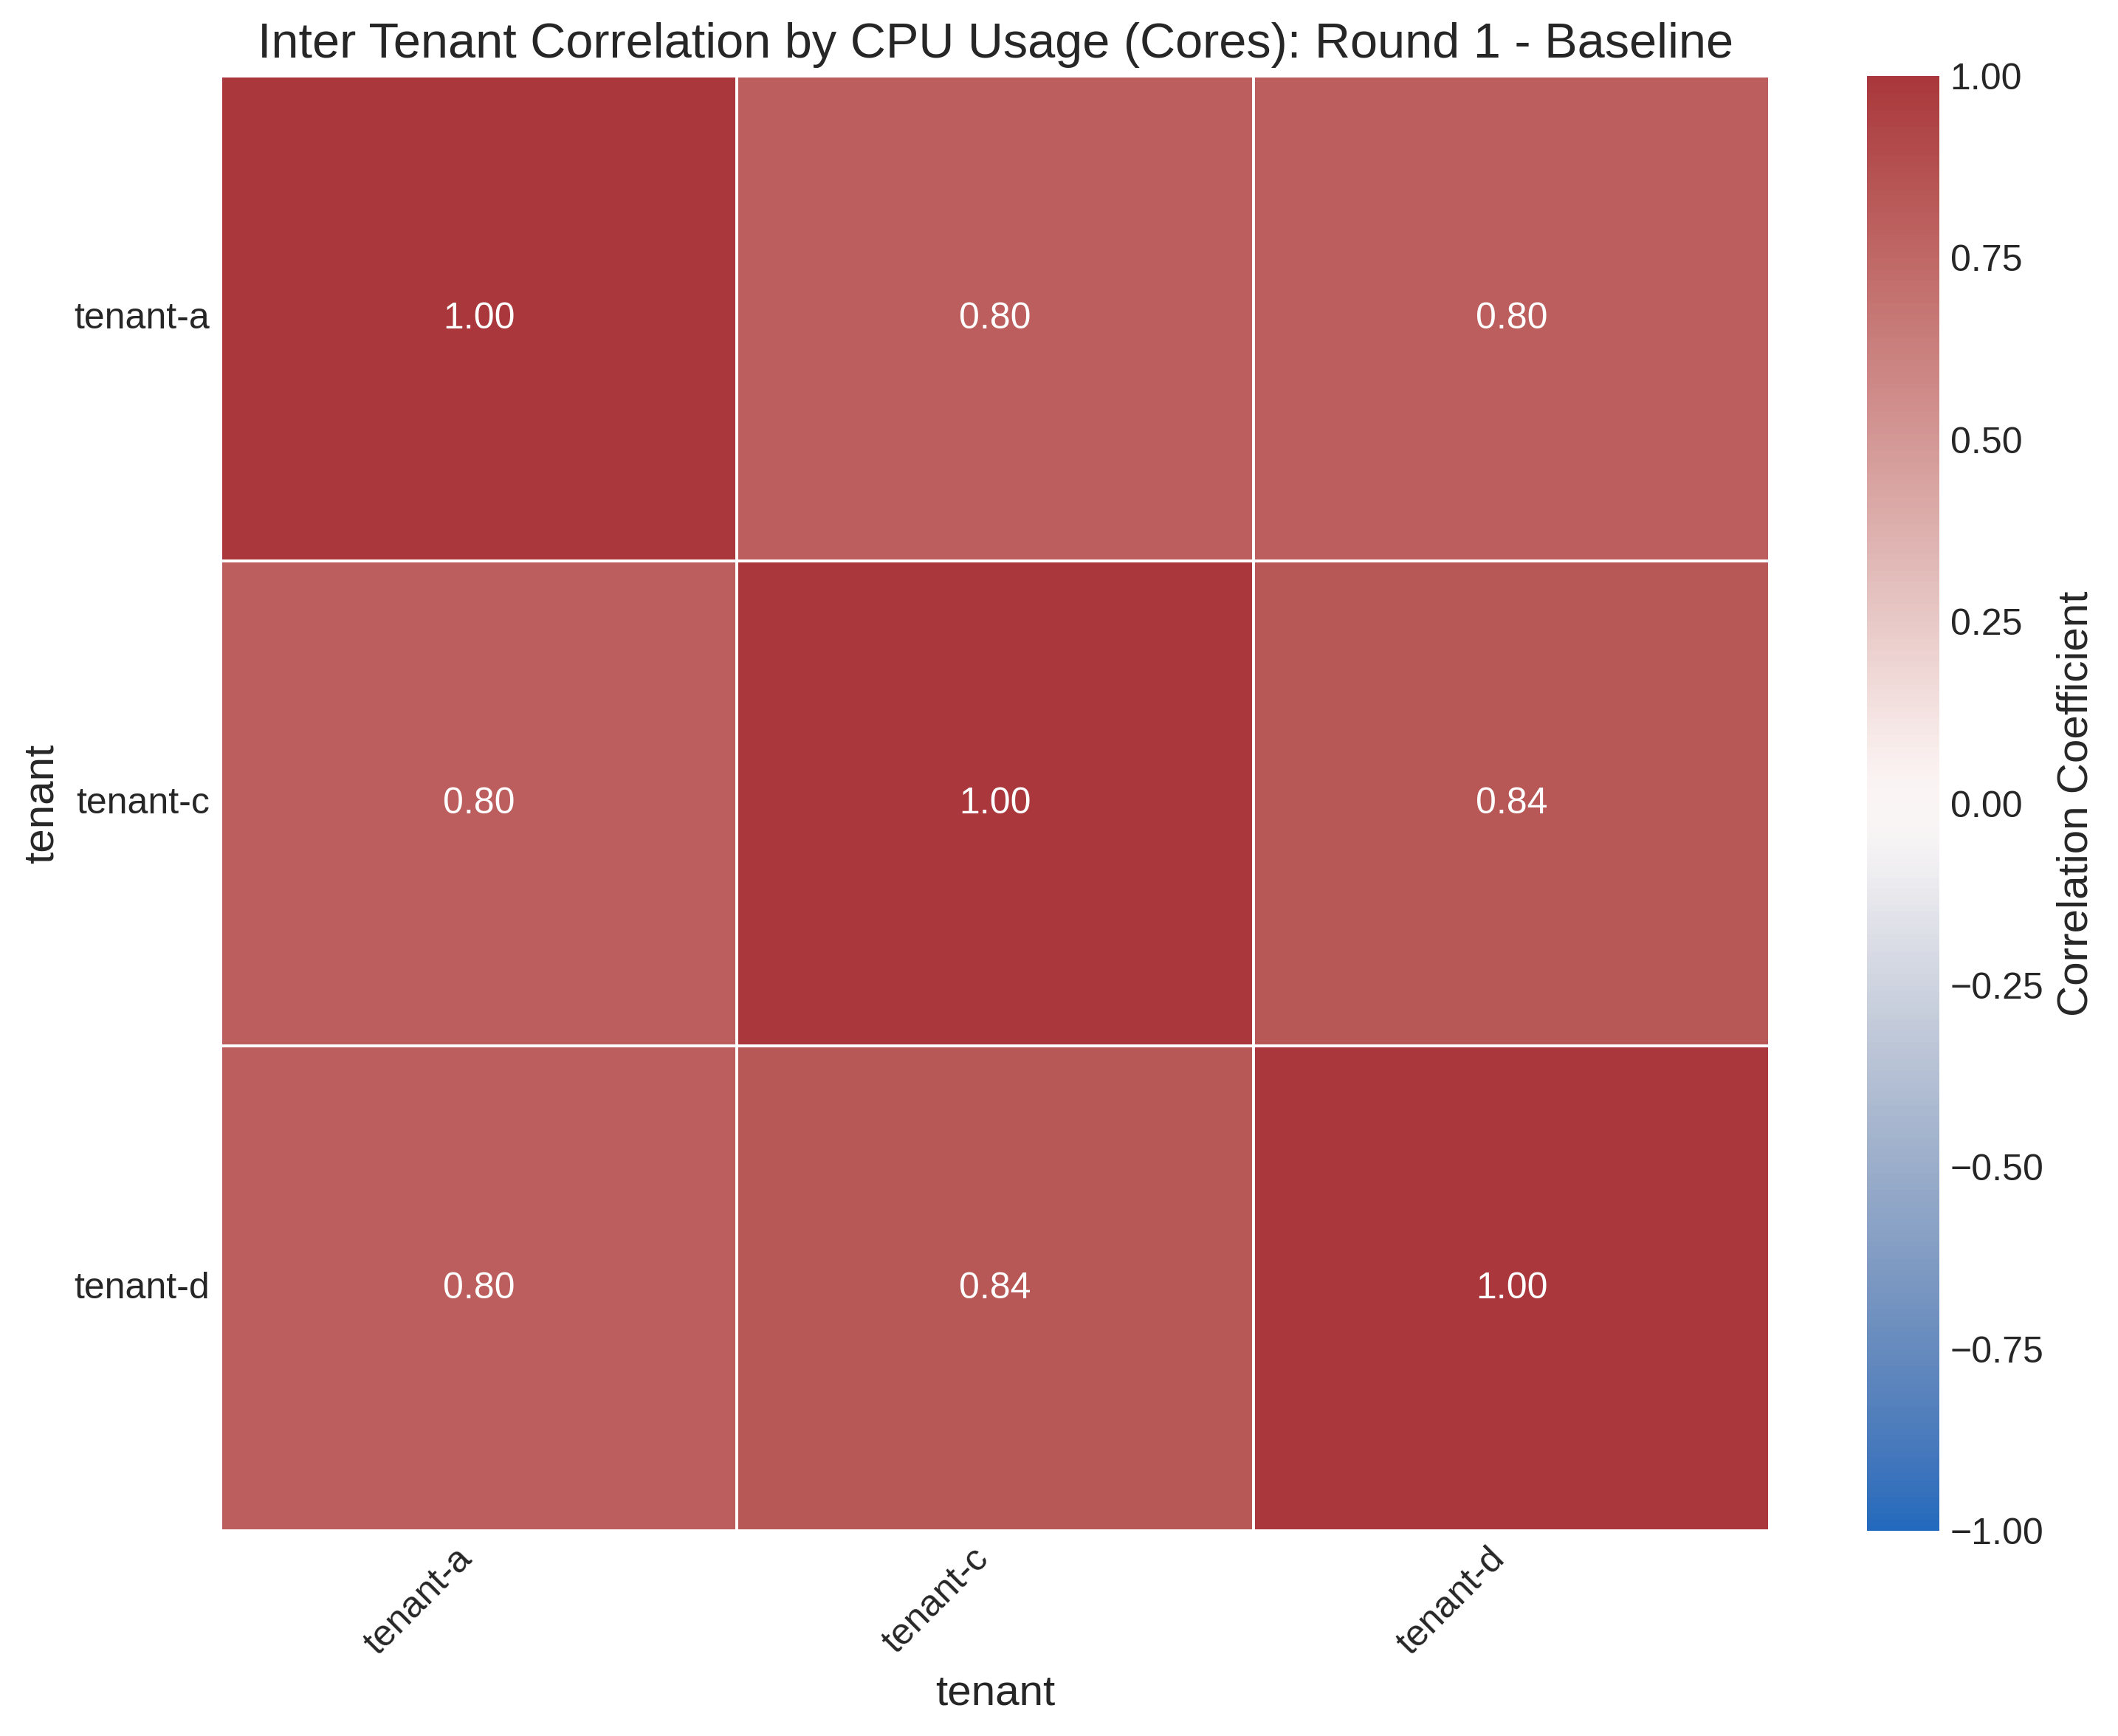 Inter Tenant Correlation by CPU Usage (Cores): Round 1 - Baseline
tenant
tenant-a
1.00 0.80 0.80
tenant-c
0.80 1.00 0.84
tenant-d
0.80 0.84 1.00
tenant-a tenant-c tenant-d
tenant
1.00
0.75
0.50
0.25
0.00
−0.25
−0.50
−0.75
−1.00
Correlation Coefficient